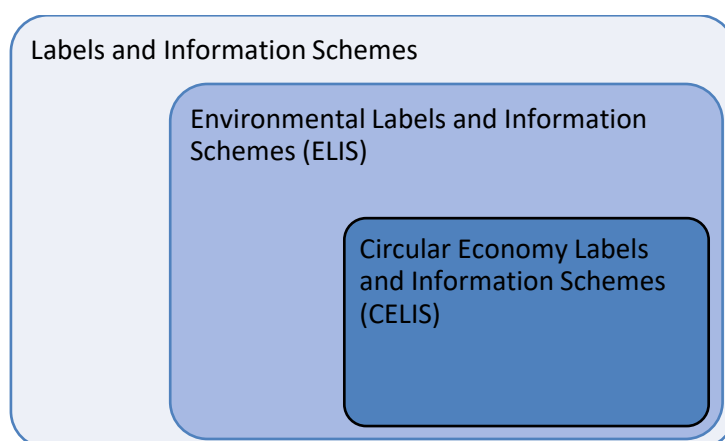 Labels and Information Schemes
Environmental Labels and Information
Schemes (ELIS)
Circular Economy Labels
and Information Schemes
(CELIS)